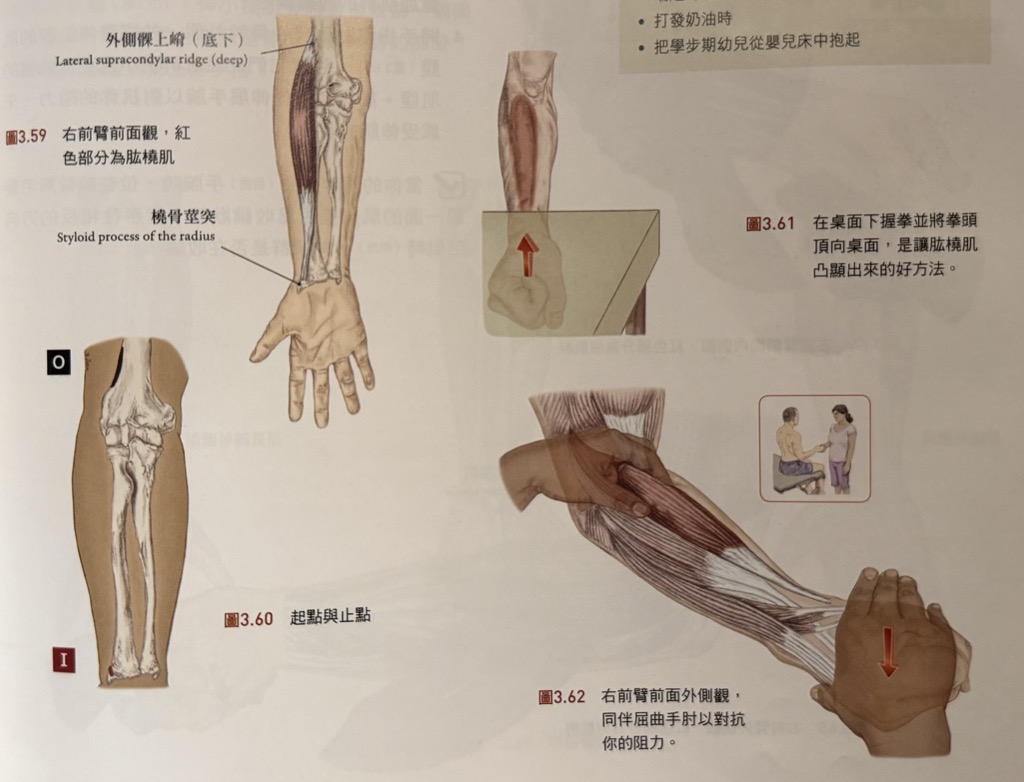 • 打發奶油時
• 把學步期幼兒從嬰兒床中抱起
外側髁上嵴（底下）
Lateral supracondylar ridge (deep)
圖3.59 右前臂前面觀，紅
色部分為肱橈肌
橈骨莖突
Styloid process of the radius
圖3.61 在桌面下握拳並將拳頭
頂向桌面，是讓肱橈肌
凸顯出來的好方法。
O
I
圖3.60 起點與止點
圖3.62 右前臂前面外側觀，
同伴屈曲手肘以對抗
你的阻力。